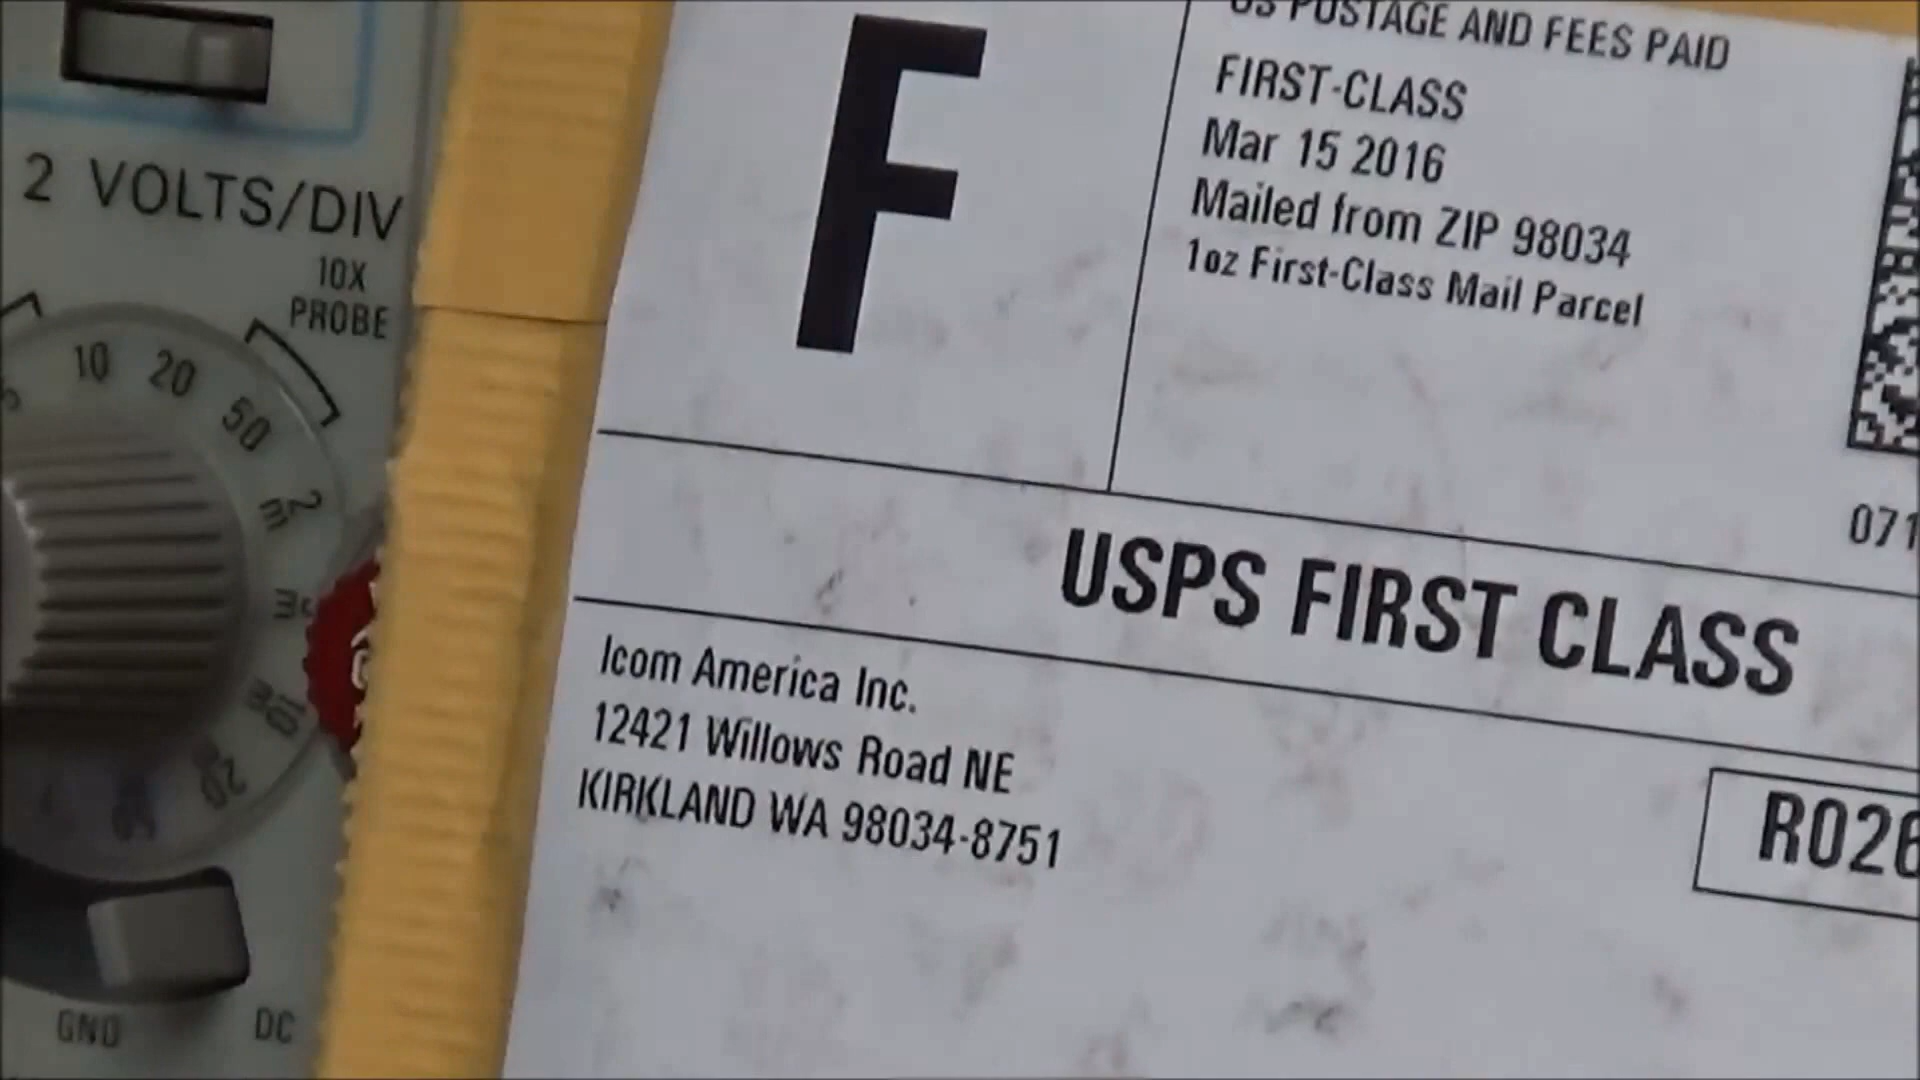 2 VOLTS/DIV
10X
PROBE
10 20 50
2
m
20
GND DC
F
US POSTAGE AND FEES PAID
FIRST-CLASS
Mar 15 2016
Mailed from ZIP 98034
1oz First-Class Mail Parcel
071
USPS FIRST CLASS
Icom America Inc.
12421 Willows Road NE
KIRKLAND WA 98034-8751
R026